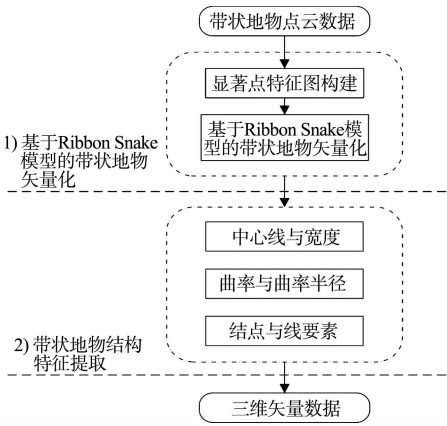 带状地物点云数据
显著点特征图构建
基于Ribbon Snake模
型的带状地物矢量化
1) 基于Ribbon Snake
模型的带状地物
矢量化
中心线与宽度
曲率与曲率半径
结点与线要素
2) 带状地物结构
特征提取
三维矢量数据